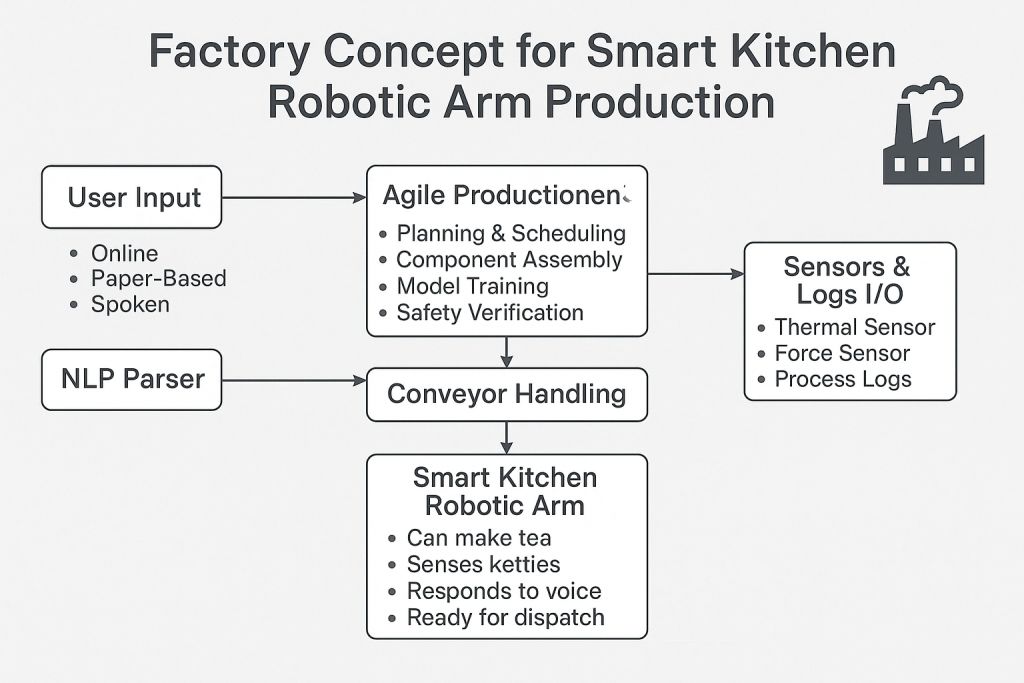 Factory Concept for Smart Kitchen
Robotic Arm Production
User Input
• Online
• Paper-Based
• Spoken
NLP Parser
Agile
• Planning & Scheduling
• Component Assembly
• Model Training
• Safety Verification
Conveyor Handling
Smart Kitchen
Robotic Arm
• Can make tea
• Senses ketties
• Responds to voice
• Ready for dispatch
Sensors &
Logs I/O
• Thermal Sensor
• Force Sensor
• Process Logs